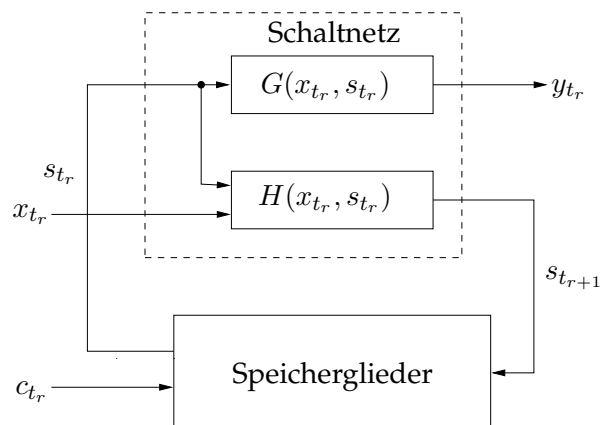 Schaltnetz
G(x_{t_r}, s_{t_r})
y_{t_r}
s_{t_r}
H(x_{t_r}, s_{t_r})
x_{t_r}
s_{t_{r+1}}
Speicherglieder
c_{t_r}